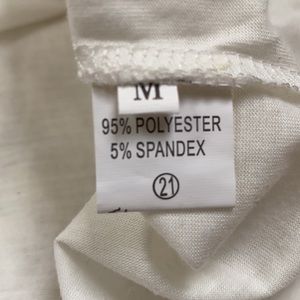 M
95% POLYESTER
5% SPANDEX
21